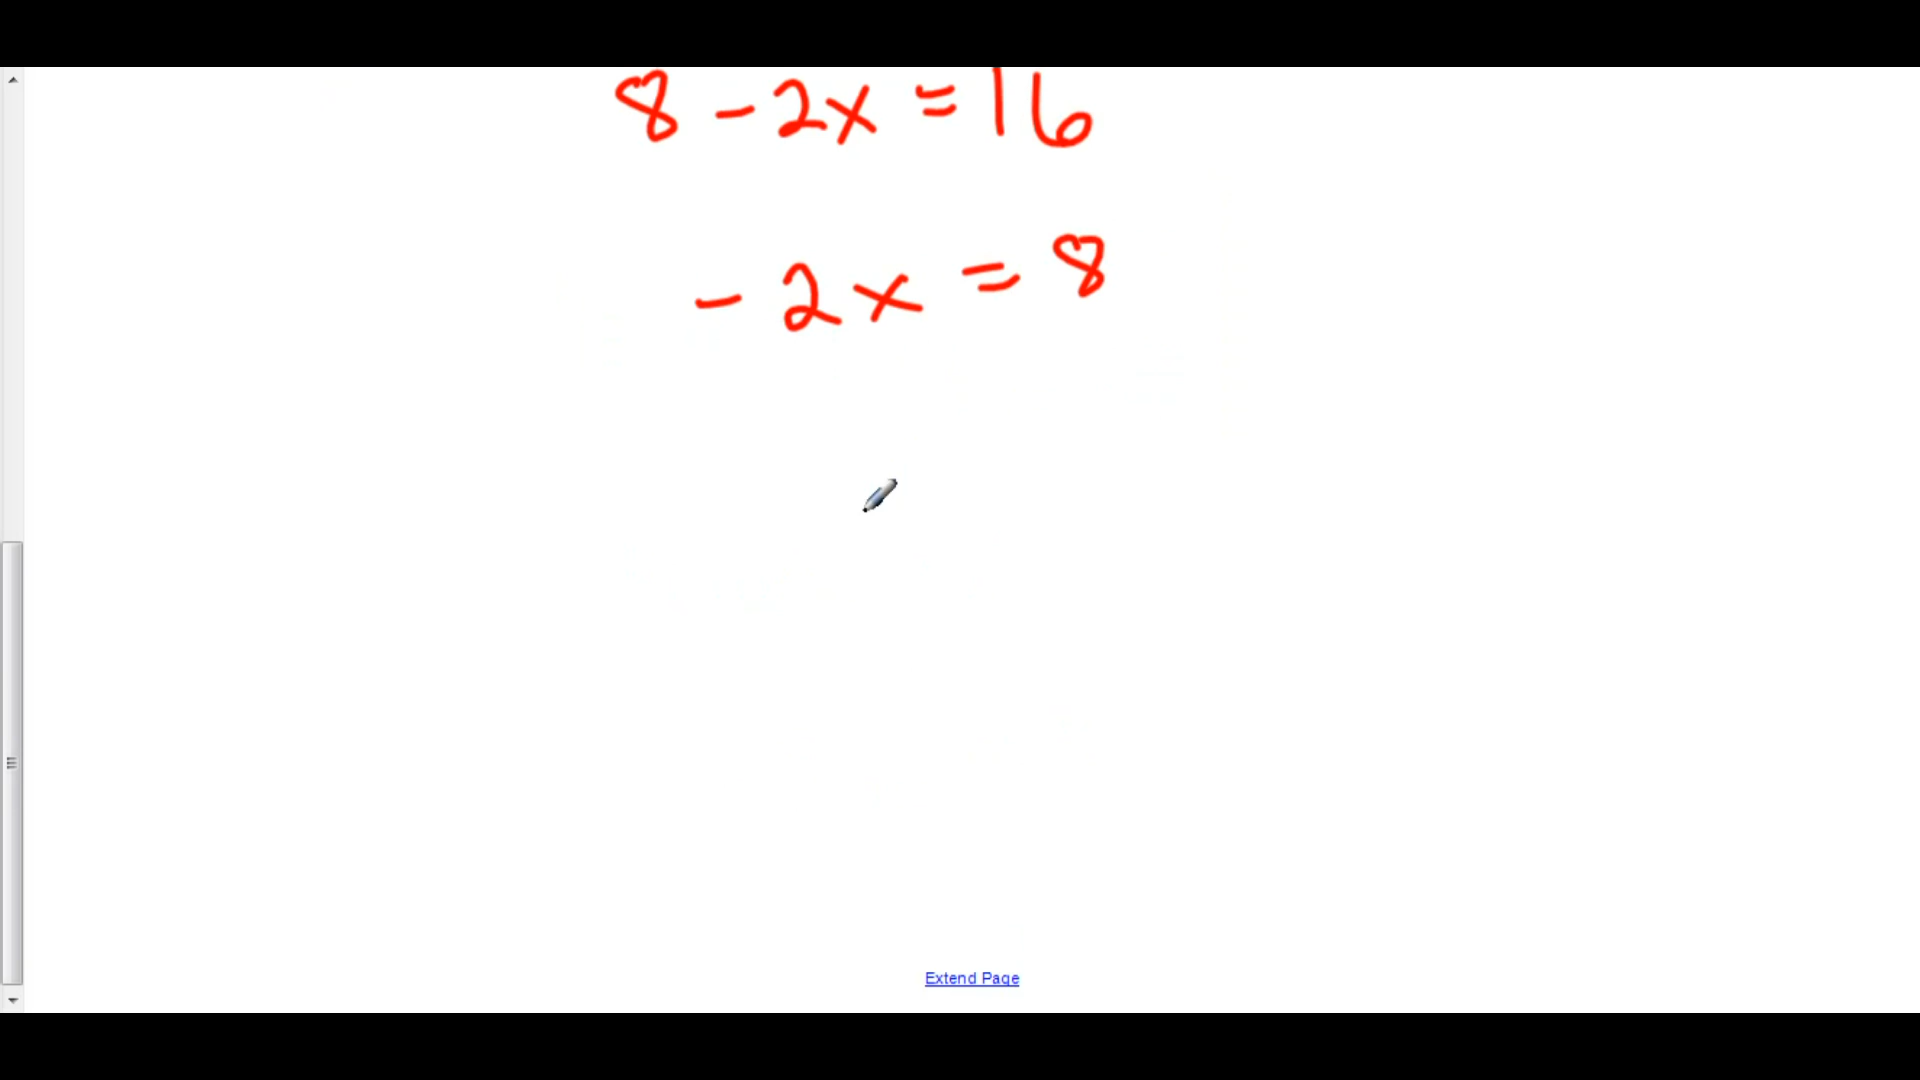 8 - 2x = 16
- 2x = 8
Extend Page